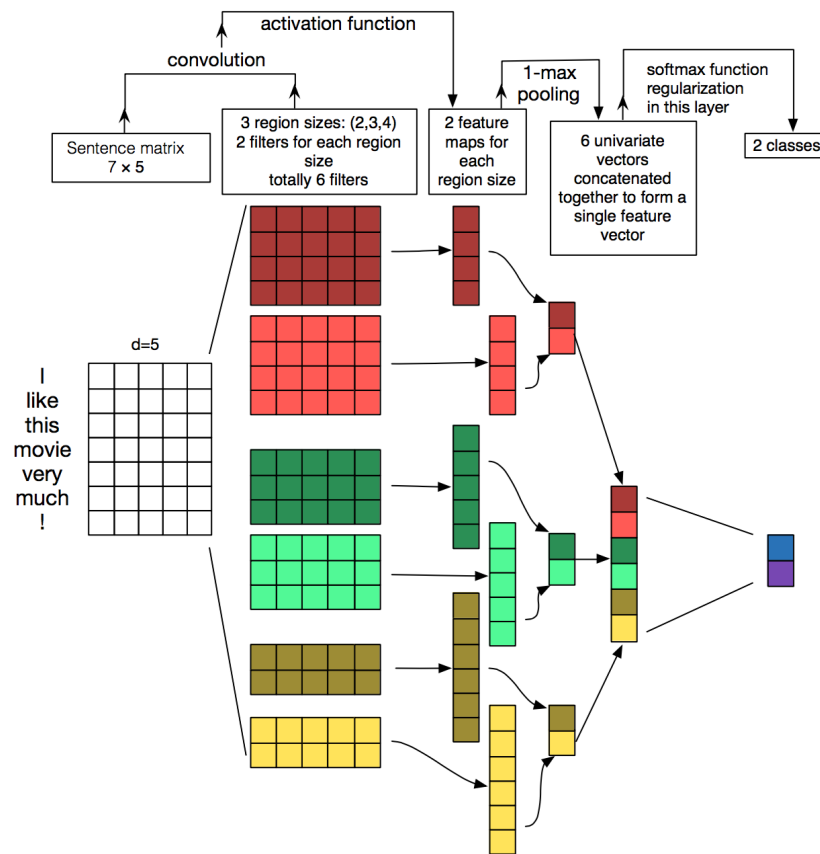 activation function
convolution
1-max
pooling
softmax function
regularization
in this layer
Sentence matrix
7 × 5
3 region sizes: (2,3,4)
2 filters for each region
size
totally 6 filters
2 feature
maps for
each
region size
6 univariate
vectors
concatenated
together to form a
single feature
vector
2 classes
d=5
I
like
this
movie
very
much
!